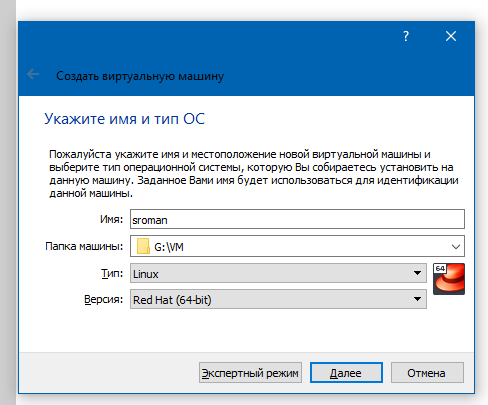 ?
Создать виртуальную машину
Укажите имя и тип ОС
Пожалуйста укажите имя и местоположение новой виртуальной машины и
выберите тип операционной системы, которую Вы собираетесь установить на
данную машину. Заданное Вами имя будет использоваться для идентификации
данной машины.
Имя: sroman
Папка машины: G:\VM
Тип: Linux
64
Версия: Red Hat (64-bit)
Экспертный режим Далее Отмена